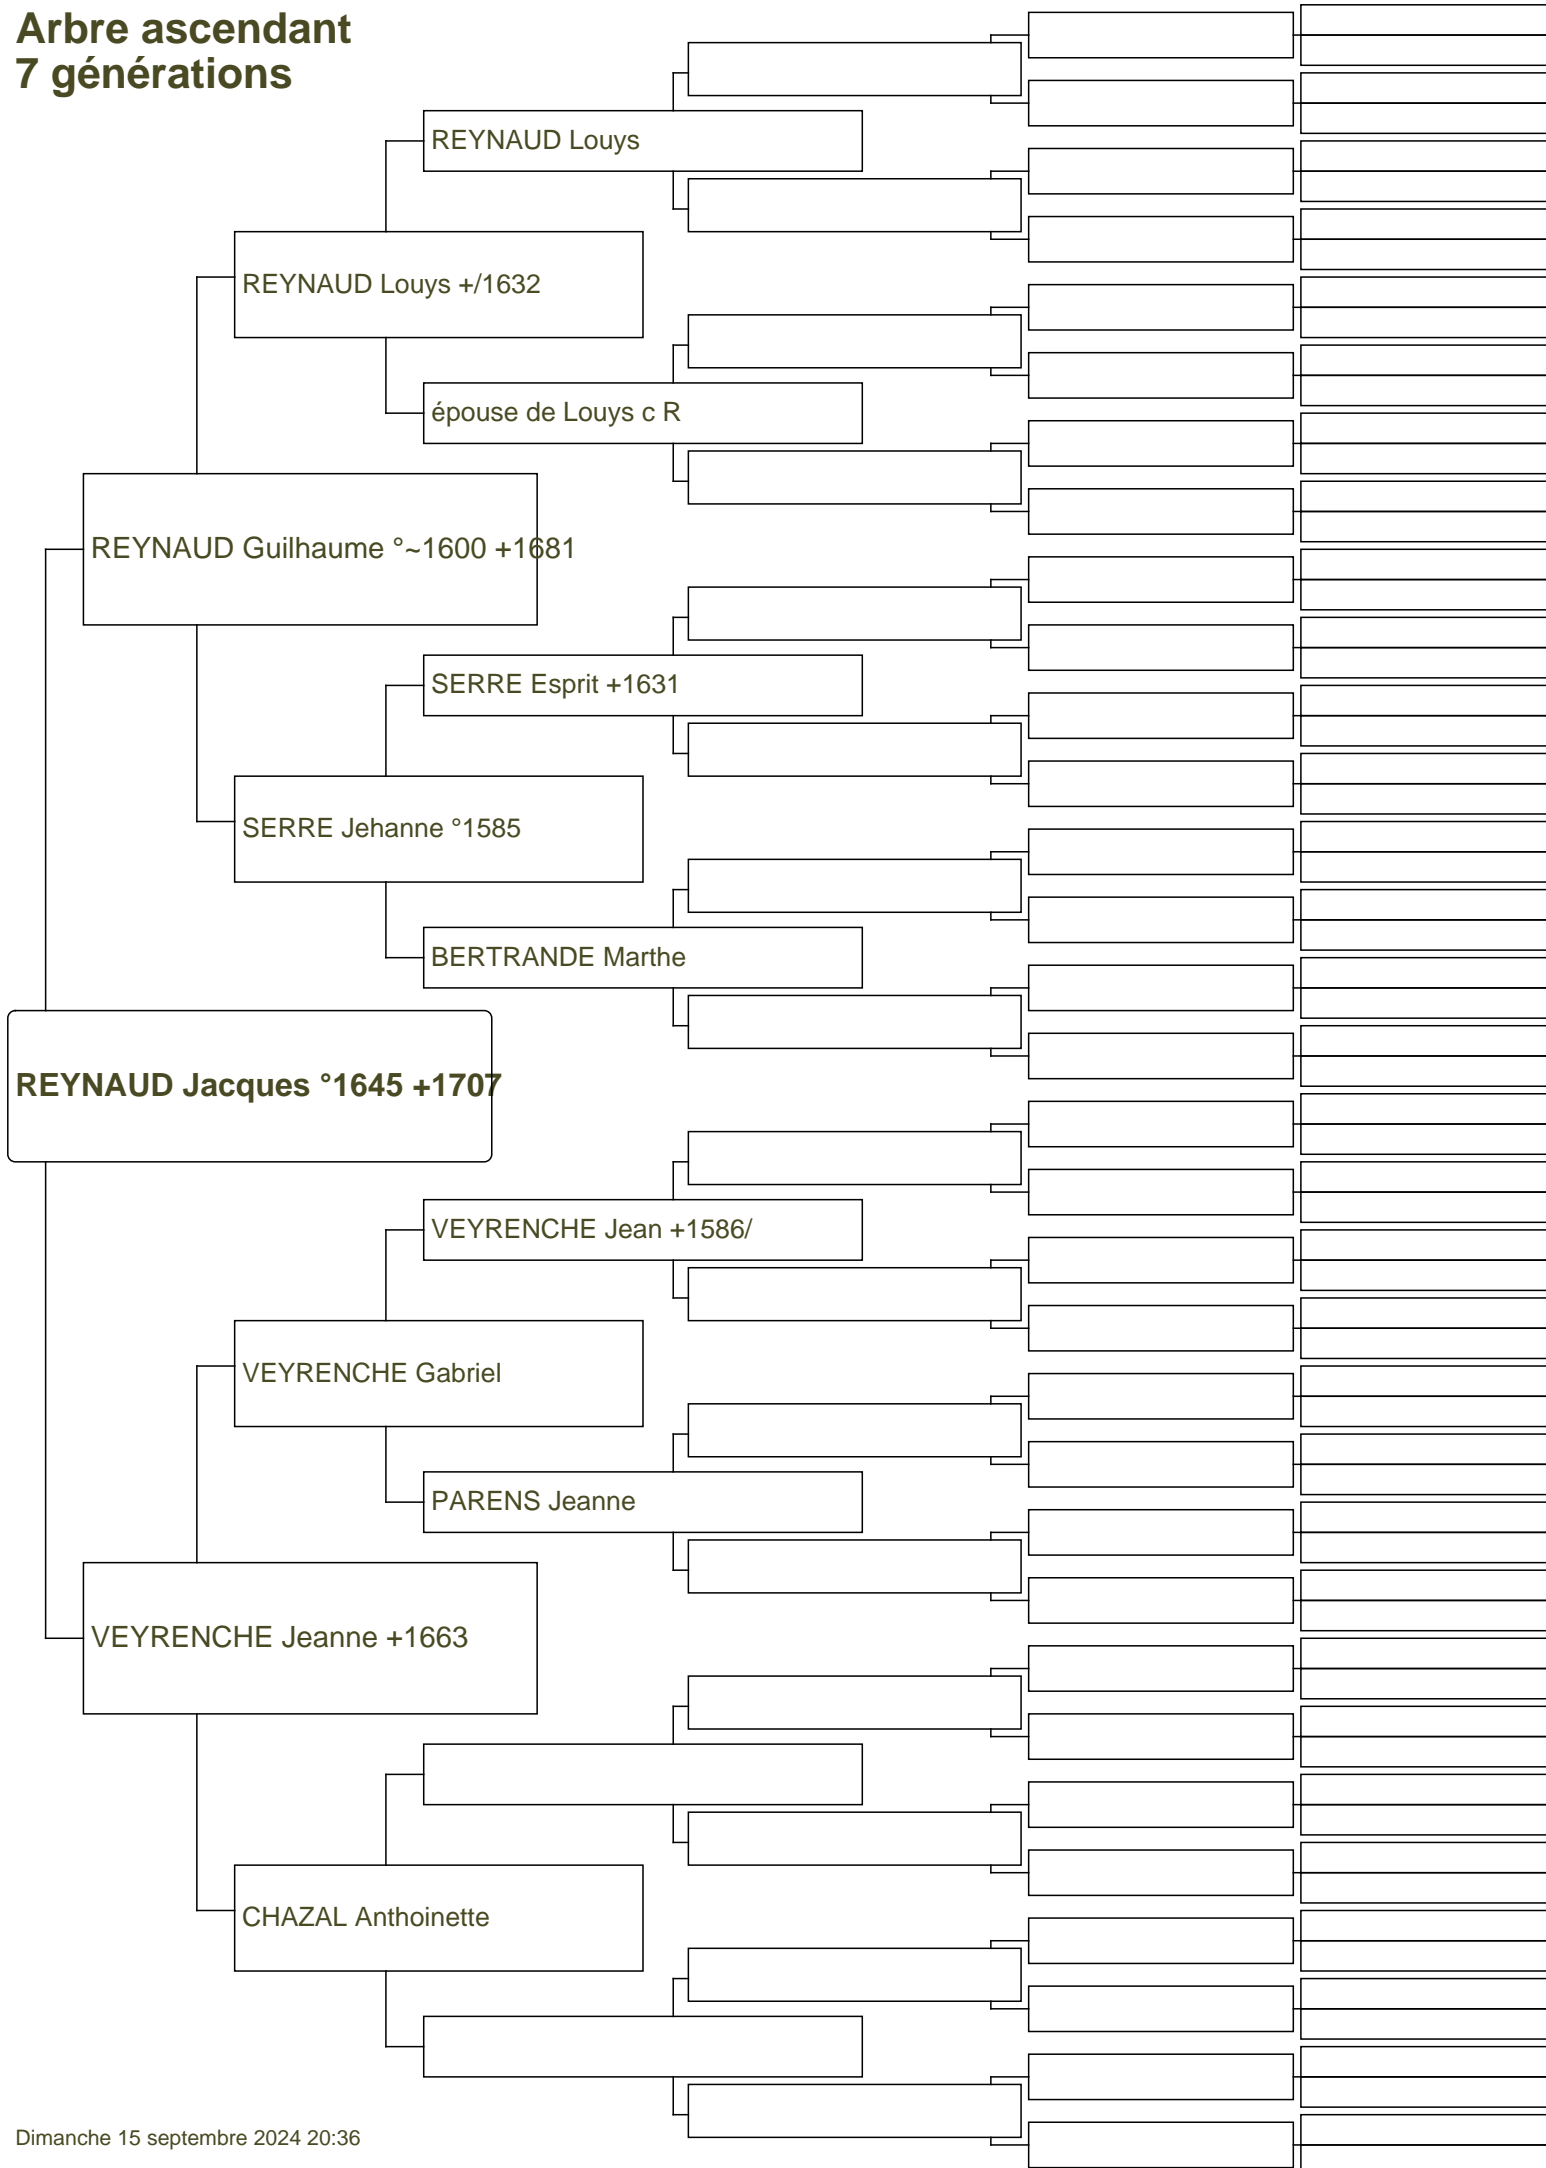 Arbre ascendant
7 générations
REYNAUD Louys
REYNAUD Louys +/1632
épouse de Louys c R
REYNAUD Guilhaume °~1600 +1681
SERRE Esprit +1631
SERRE Jehanne °1585
BERTRANDE Marthe
REYNAUD Jacques °1645 +1707
VEYRENCHE Jean +1586/
VEYRENCHE Gabriel
PARENS Jeanne
VEYRENCHE Jeanne +1663
CHAZAL Anthoinette
Dimanche 15 septembre 2024 20:36